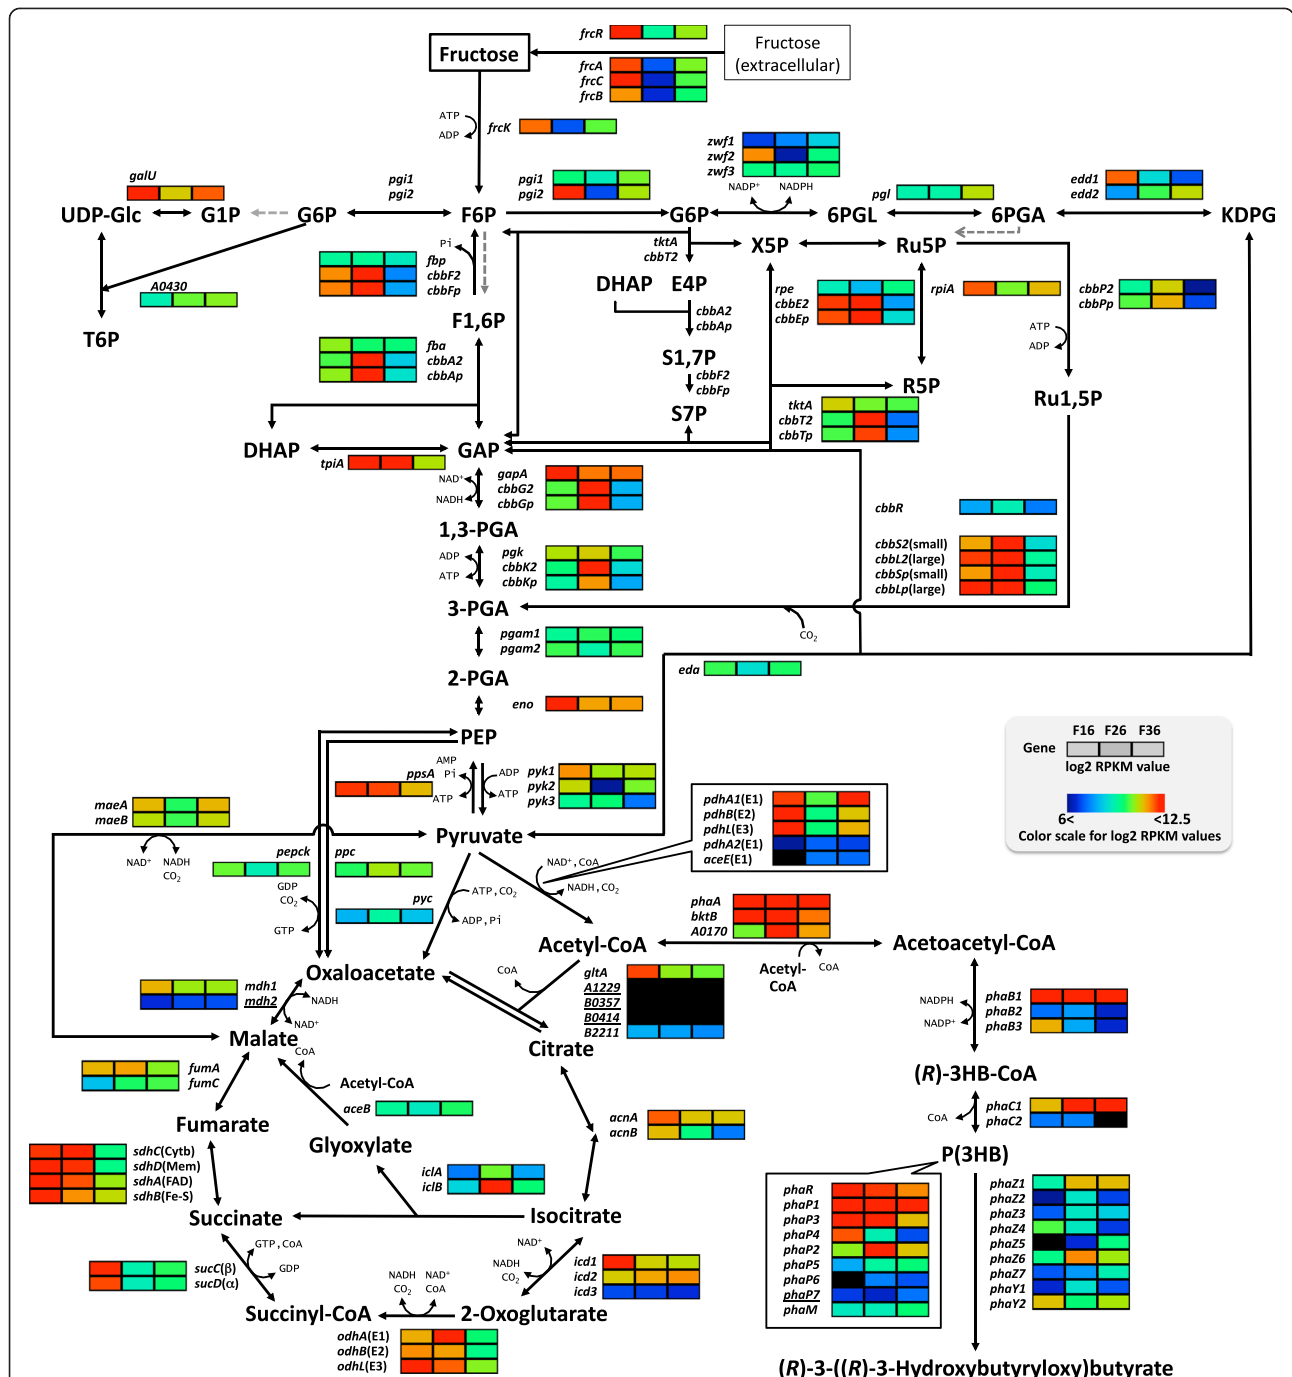 frcR
Fructose
Fructose
(extracellular)
frcA
frcC
frcB
ATP
ADP
frcK
zwf1
zwf2
zwf3
NADP+
NADPH
galU
pgi1
pgi2
pgi1
pgi2
pgl
edd1
edd2
UDP-Glc
G1P
G6P
F6P
G6P
6PGL
6PGA
KDPG
Pi
fbp
cbbF2
cbbFp
tktA
cbbT2
X5P
Ru5P
A0430
DHAP
E4P
rpe
cbbE2
cbbEp
rpiA
cbbP2
cbbPp
T6P
F1,6P
cbbA2
cbbAp
ATP
ADP
fba
cbbA2
cbbAp
S1,7P
cbbF2
cbbFp
R5P
Ru1,5P
S7P
tktA
cbbT2
cbbTp
DHAP
GAP
tpiA
NAD+
NADH
gapA
cbbG2
cbbGp
cbbR
1,3-PGA
ADP
ATP
pgk
cbbK2
cbbKp
cbbS2(small)
cbbL2(large)
cbbSp(small)
cbbLp(large)
3-PGA
CO2
pgam1
pgam2
eda
2-PGA
eno
PEP
F16 F26 F36
Gene
log2 RPKM value
6<
<12.5
Color scale for log2 RPKM values
AMP
Pi
ATP
ppsA
ADP
ATP
pyk1
pyk2
pyk3
pdhA1(E1)
pdhB(E2)
pdhL(E3)
pdhA2(E1)
aceE(E1)
maeA
maeB
Pyruvate
NAD+
NADH
CO2
pepck
ppc
GDP
CO2
GTP
pyc
ATP,CO2
ADP,Pi
NAD+,CoA
NADH,CO2
phaA
bktB
A0170
Acetyl-CoA
Acetoacetyl-CoA
Acetyl-
CoA
CoA
Oxaloacetate
CoA
gltA
A1229
B0357
B0414
B2211
mdh1
mdh2
NADH
NAD+
NADPH
NADP+
phaB1
phaB2
phaB3
Malate
CoA
Citrate
fumA
fumC
Acetyl-CoA
aceB
(R)-3HB-CoA
CoA
phaC1
phaC2
Fumarate
Glyoxylate
acnA
acnB
P(3HB)
sdhC(Cytb)
sdhD(Mem)
sdhA(FAD)
sdhB(Fe-S)
iclA
iclB
phaR
phaP1
phaP3
phaP4
phaP2
phaP5
phaP6
phaP7
phaM
phaZ1
phaZ2
phaZ3
phaZ4
phaZ5
phaZ6
phaZ7
phaY1
phaY2
Succinate
Isocitrate
GTP,CoA
GDP
sucC(β)
sucD(α)
NAD+
NADH
CO2
icd1
icd2
icd3
NADH
CO2
NAD+
CoA
Succinyl-CoA
2-Oxoglutarate
odhA(E1)
odhB(E2)
odhL(E3)
(R)-3-((R)-3-Hydroxybutyryloxy)butyrate